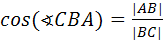 cos(∢CBA) = |AB| / |BC|